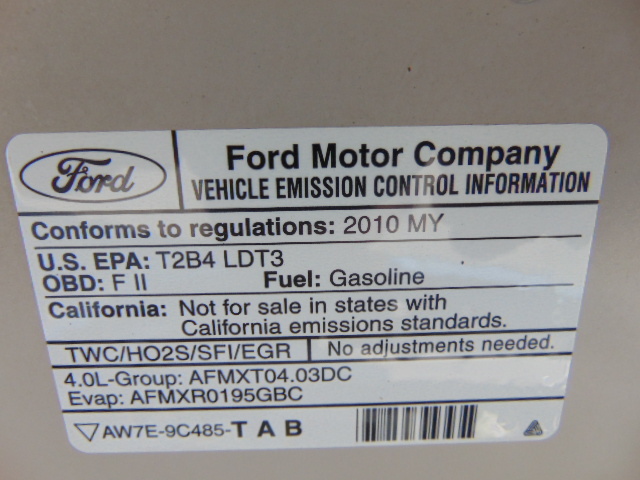 Ford
Ford Motor Company
VEHICLE EMISSION CONTROL INFORMATION
Conforms to regulations: 2010 MY
U.S. EPA: T2B4 LDT3
OBD: F II Fuel: Gasoline
California: Not for sale in states with
California emissions standards.
TWC/HO2S/SFI/EGR No adjustments needed.
4.0L-Group: AFMXT04.03DC
Evap: AFMXR0195GBC
AW7E-9C485-T A B